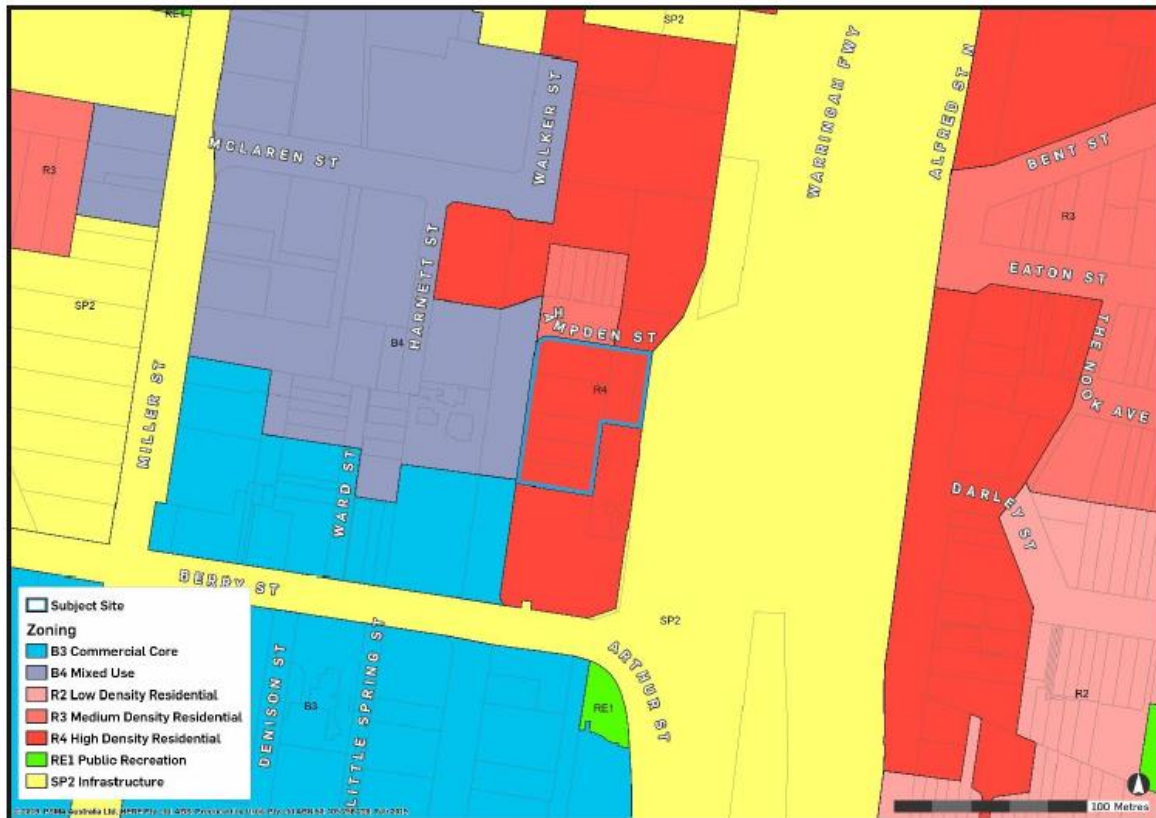 RE1
SP2
WARRINGAH FWY
ALFRED ST N
WALKER ST
MCLAREN ST
BENT ST
R3
R3
EATON ST
HARNETT ST
SP2
HAMPDEN ST
THE NOOK AVE
B4
R4
MILLER ST
WARD ST
DARLEY ST
BERRY ST
SP2
ARTHUR ST
DENISON ST
LITTLE SPRING ST
B3
RE1
R2
Subject Site
Zoning
B3 Commercial Core
B4 Mixed Use
R2 Low Density Residential
R3 Medium Density Residential
R4 High Density Residential
RE1 Public Recreation
SP2 Infrastructure
100 Metres